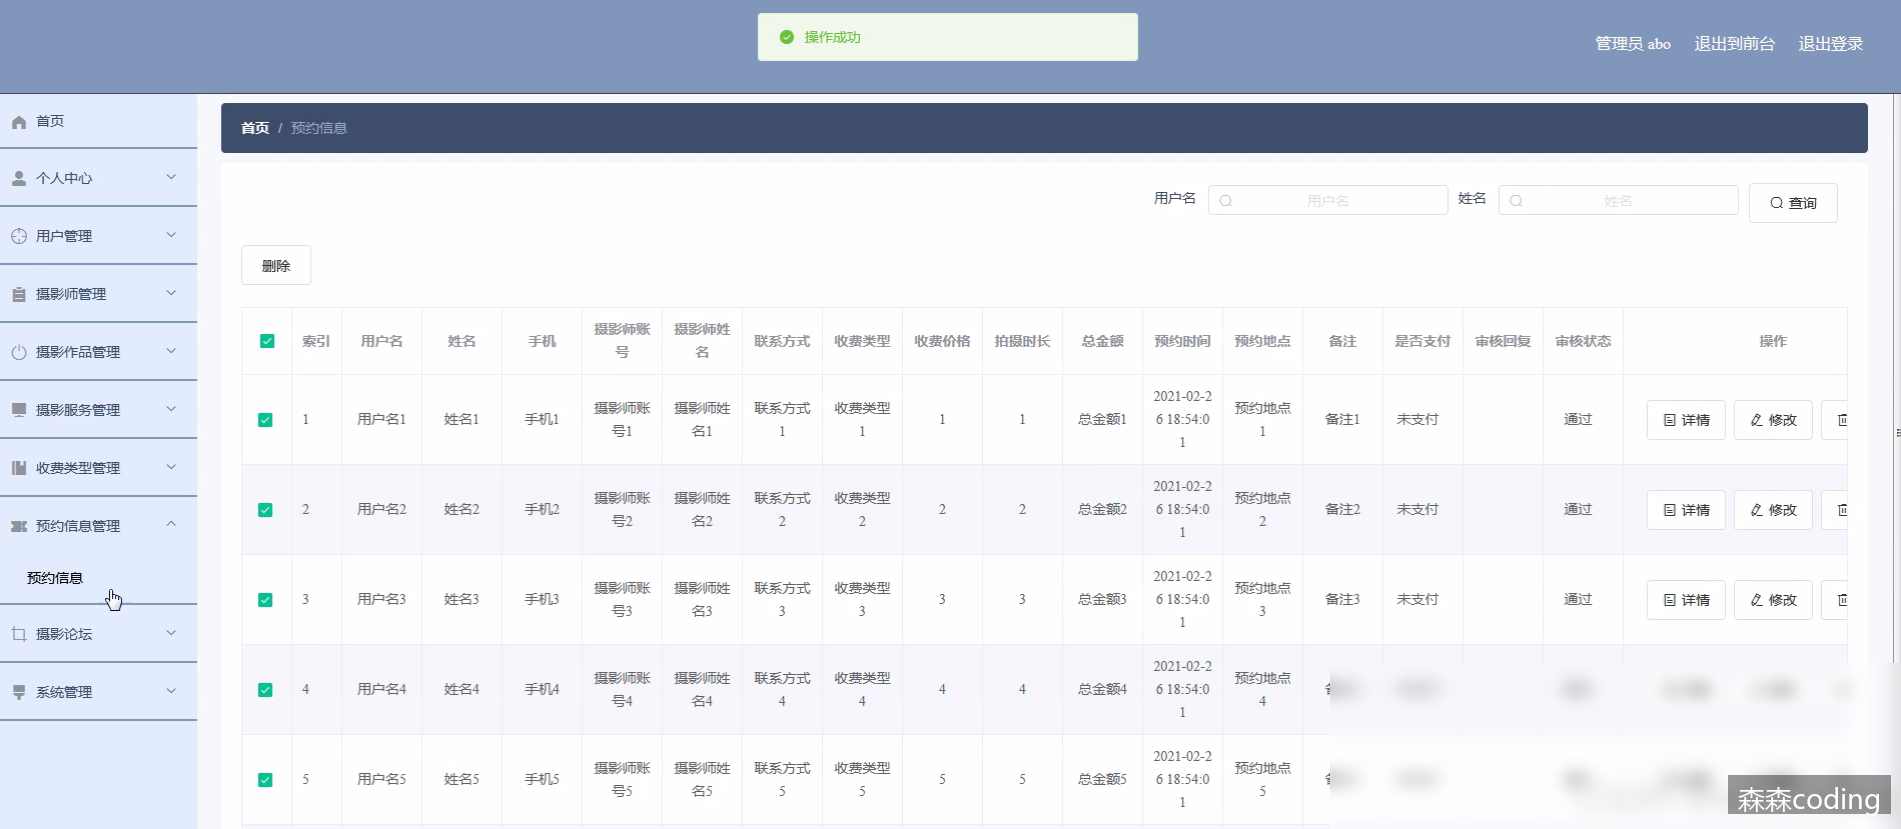 操作成功
管理员 abo 退出到前台 退出登录
首页
个人中心
用户管理
摄影师管理
摄影作品管理
摄影服务管理
收费类型管理
预约信息管理
预约信息
摄影论坛
系统管理
首页 / 预约信息
用户名 用户名 姓名 姓名 查询
删除
索引 用户名 姓名 手机 摄影师账号 摄影师姓名 联系方式 收费类型 收费价格 拍摄时长 总金额 预约时间 预约地点 备注 是否支付 审核回复 审核状态 操作
1 用户名1 姓名1 手机1 摄影师账号1 摄影师姓名1 联系方式1 收费类型1 1 1 总金额1 2021-02-26 18:54:01 预约地点1 备注1 未支付 通过 详情 修改
2 用户名2 姓名2 手机2 摄影师账号2 摄影师姓名2 联系方式2 收费类型2 2 2 总金额2 2021-02-26 18:54:01 预约地点2 备注2 未支付 通过 详情 修改
3 用户名3 姓名3 手机3 摄影师账号3 摄影师姓名3 联系方式3 收费类型3 3 3 总金额3 2021-02-26 18:54:01 预约地点3 备注3 未支付 通过 详情 修改
4 用户名4 姓名4 手机4 摄影师账号4 摄影师姓名4 联系方式4 收费类型4 4 4 总金额4 2021-02-26 18:54:01 预约地点4
5 用户名5 姓名5 手机5 摄影师账号5 摄影师姓名5 联系方式5 收费类型5 5 5 总金额5 2021-02-26 18:54:01 预约地点5
森森coding